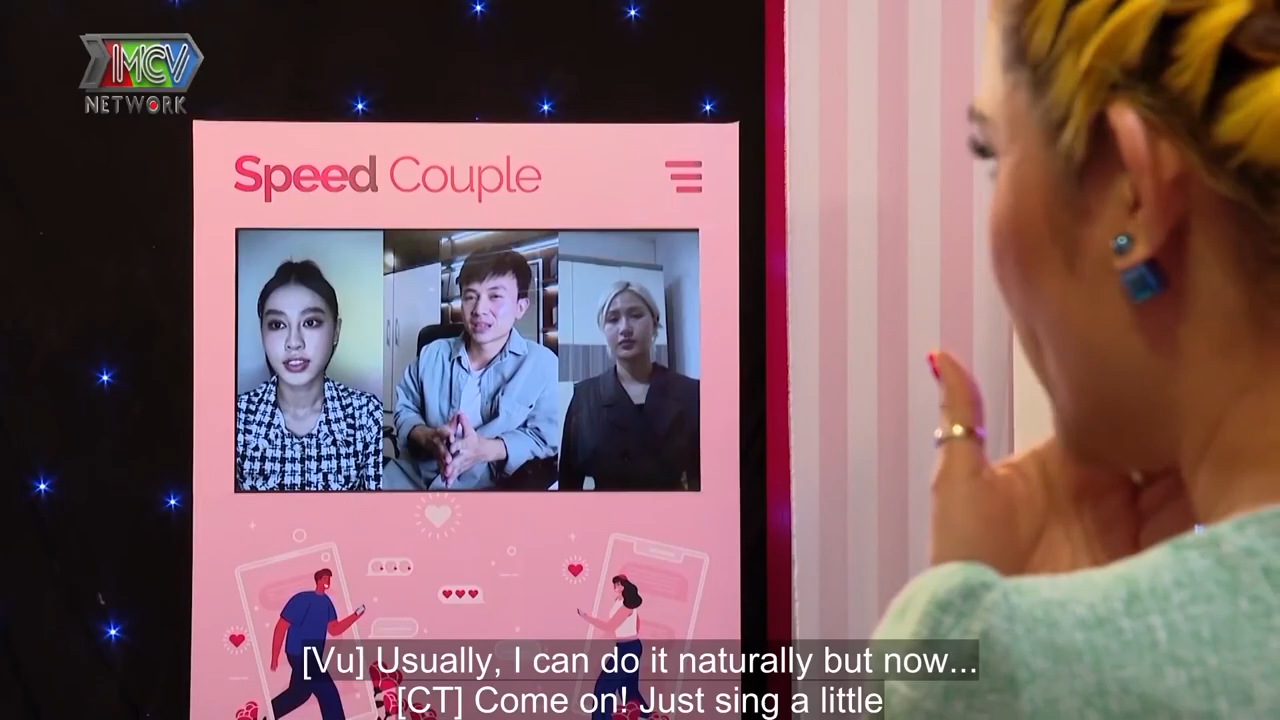 MCV
NETWORK
Speed Couple
[Vu] Usually, I can do it naturally but now...
[CT] Come on! Just sing a little